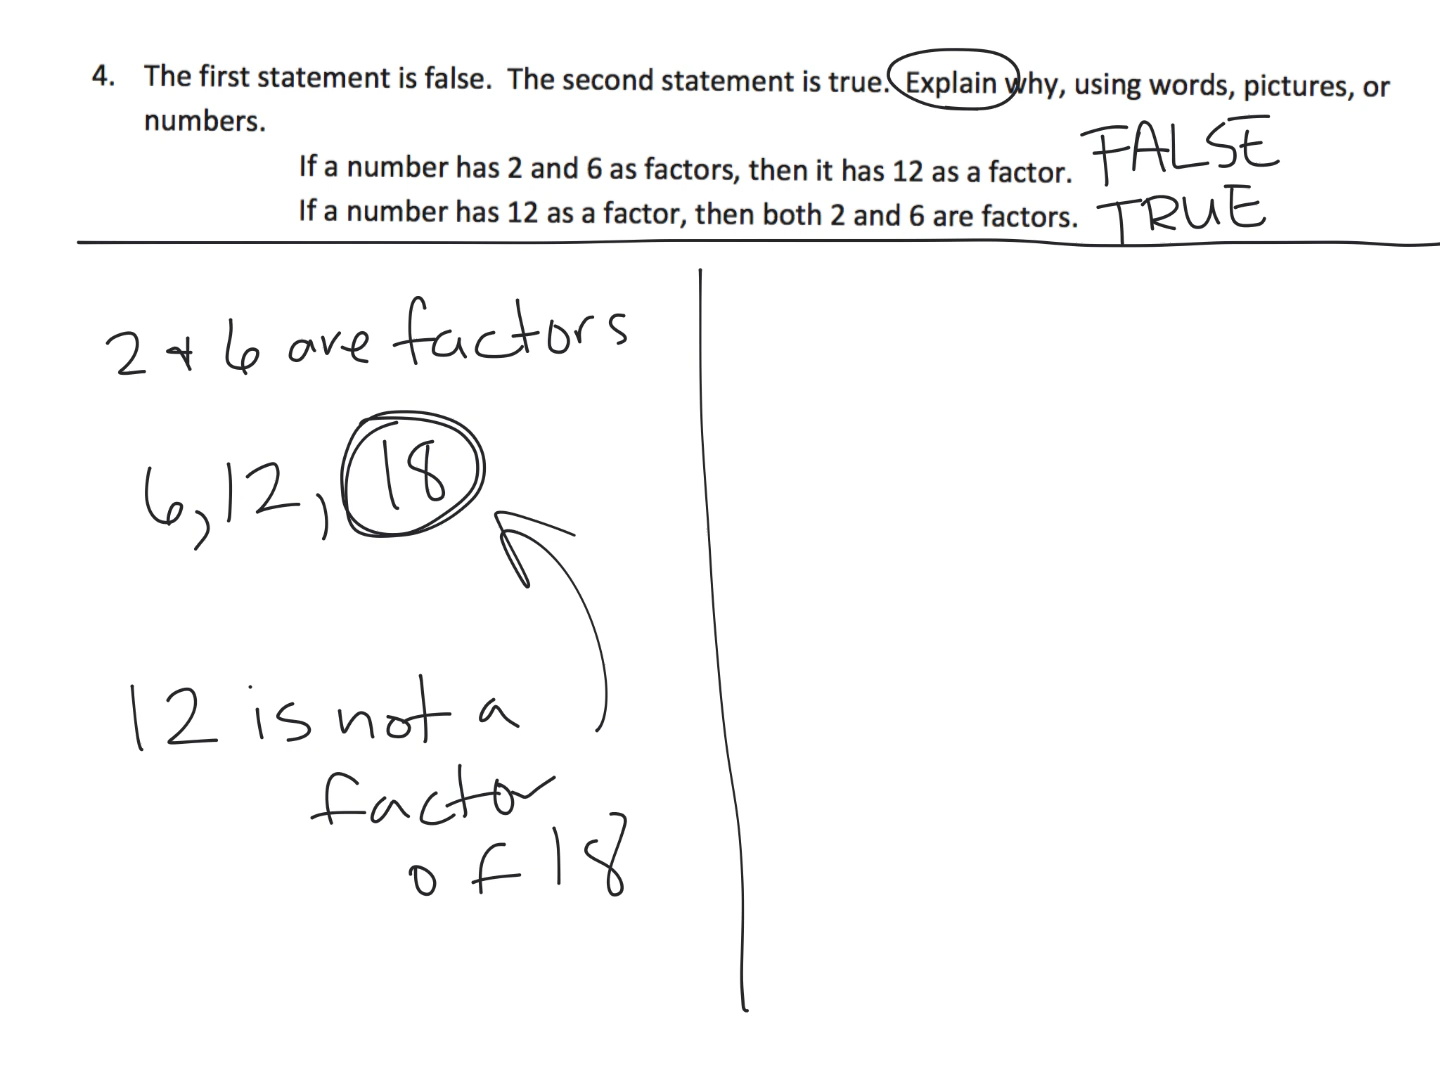 4. The first statement is false. The second statement is true. Explain why, using words, pictures, or
numbers.
If a number has 2 and 6 as factors, then it has 12 as a factor. FALSE
If a number has 12 as a factor, then both 2 and 6 are factors. TRUE
2 + 6 are factors
6, 12, 18
12 is not a
factor
of 18